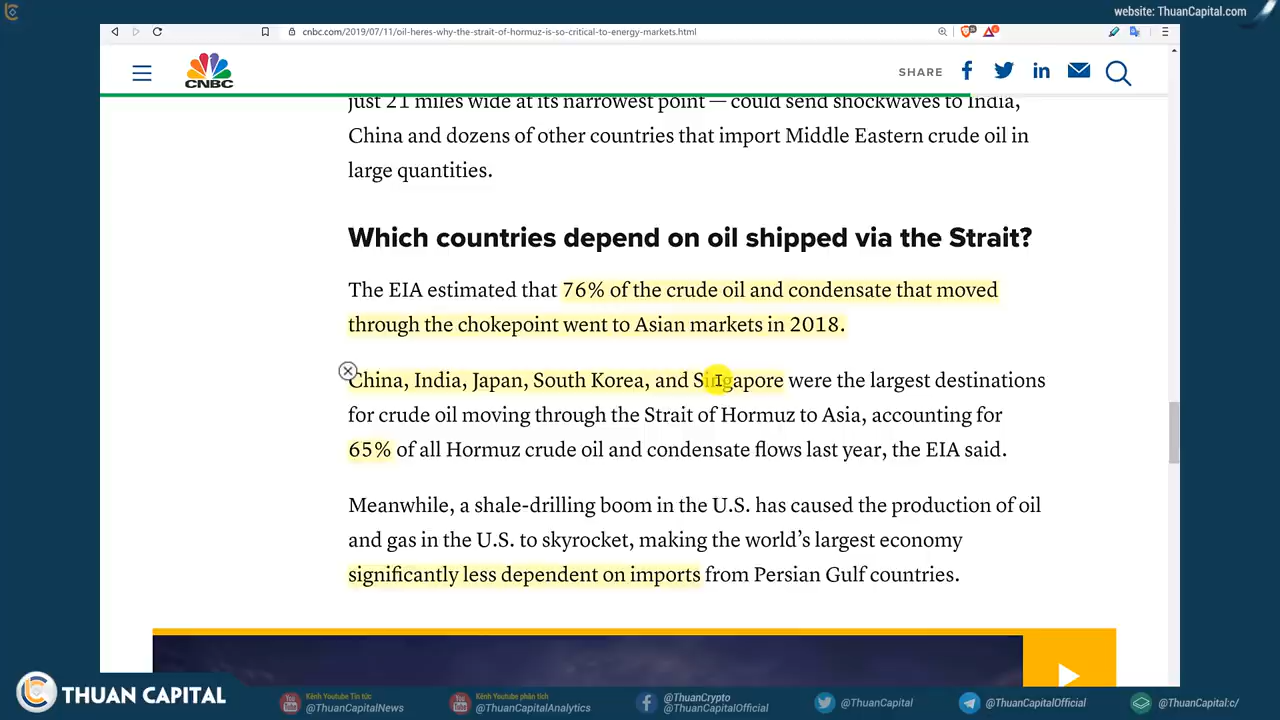 website: ThuanCapital.com
cnbc.com/2019/07/11/oil-heres-why-the-strait-of-hormuz-is-so-critical-to-energy-markets.html
CNBC
SHARE
just 21 miles wide at its narrowest point — could send shockwaves to India,
China and dozens of other countries that import Middle Eastern crude oil in
large quantities.
Which countries depend on oil shipped via the Strait?
The EIA estimated that 76% of the crude oil and condensate that moved
through the chokepoint went to Asian markets in 2018.
China, India, Japan, South Korea, and Singapore were the largest destinations
for crude oil moving through the Strait of Hormuz to Asia, accounting for
65% of all Hormuz crude oil and condensate flows last year, the EIA said.
Meanwhile, a shale-drilling boom in the U.S. has caused the production of oil
and gas in the U.S. to skyrocket, making the world’s largest economy
significantly less dependent on imports from Persian Gulf countries.
THUAN CAPITAL
Kênh Youtube Tin tức
@ThuanCapitalNews
Kênh Youtube phân tích
@ThuanCapitalAnalytics
@ThuanCrypto
@ThuanCapitalOfficial
@ThuanCapital
@ThuanCapitalOfficial
@ThuanCapital:c/